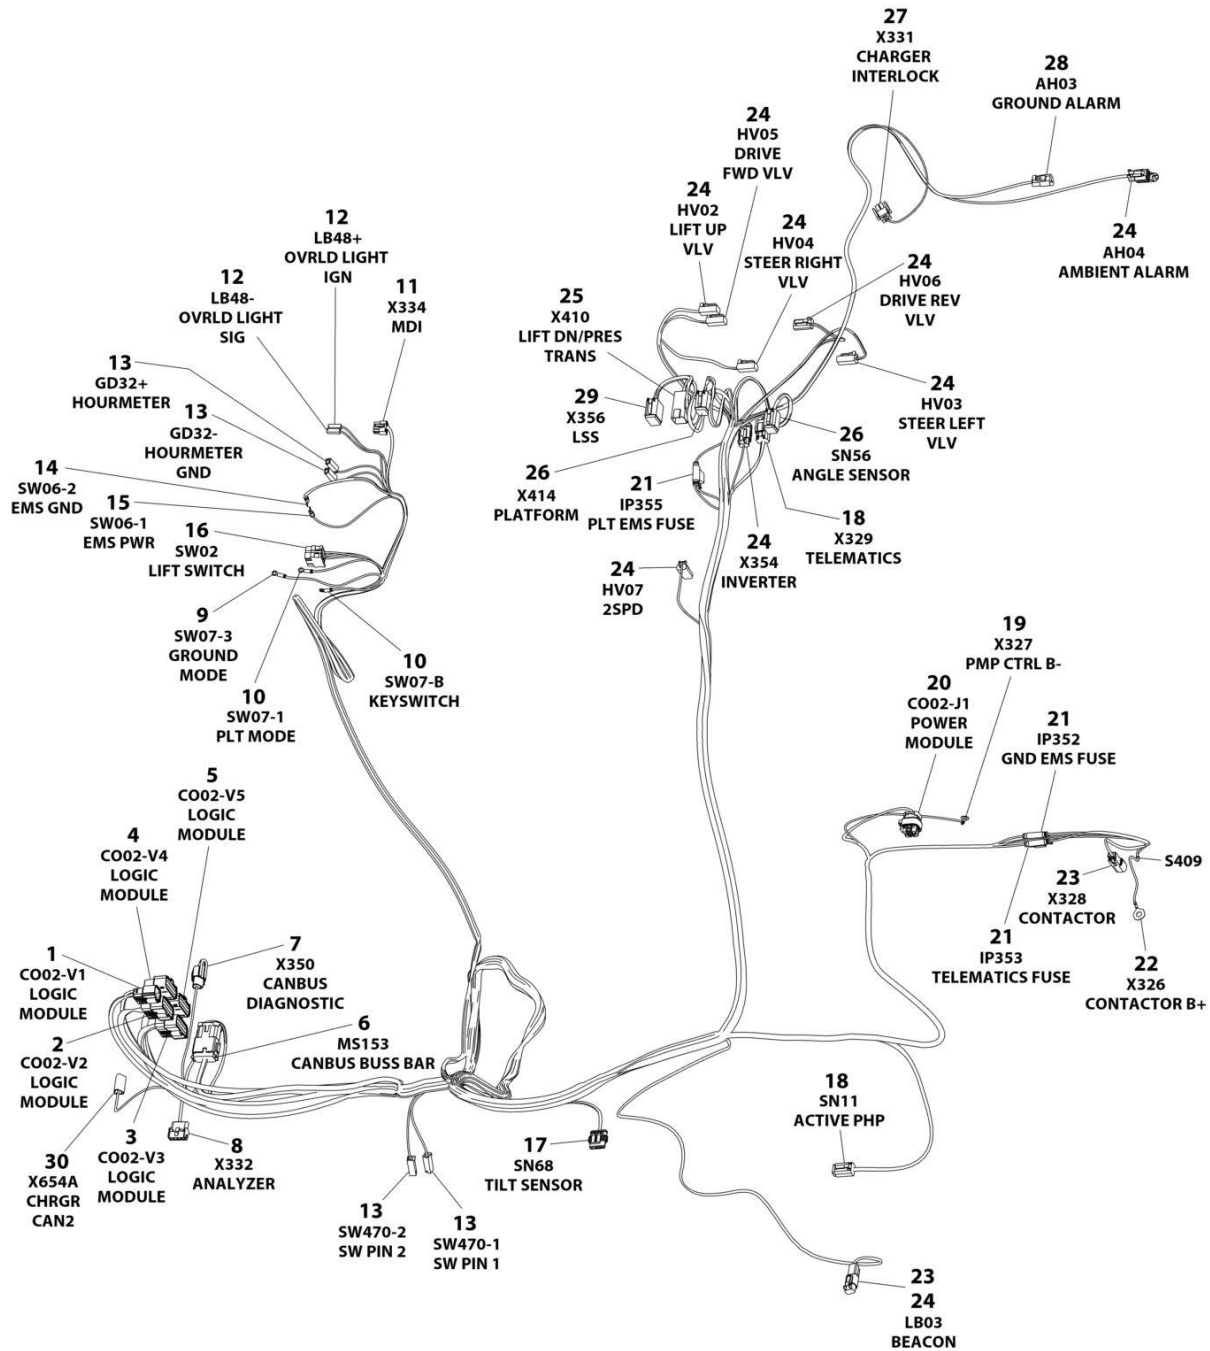 27
X331
CHARGER
INTERLOCK
28
AH03
GROUND ALARM
24
HV05
DRIVE
FWD VLV
24
HV02
LIFT UP
VLV
24
HV04
STEER RIGHT
VLV
24
AH04
AMBIENT ALARM
24
HV06
DRIVE REV
VLV
12
LB48+
OVRLD LIGHT
IGN
12
LB48-
OVRLD LIGHT
SIG
11
X334
MDI
25
X410
LIFT DN/PRES
TRANS
13
GD32+
HOURMETER
13
GD32-
HOURMETER
GND
29
X356
LSS
24
HV03
STEER LEFT
VLV
26
SN56
ANGLE SENSOR
14
SW06-2
EMS GND
15
SW06-1
EMS PWR
26
X414
PLATFORM
21
IP355
PLT EMS FUSE
18
X329
TELEMATICS
16
SW02
LIFT SWITCH
24
X354
INVERTER
24
HV07
2SPD
9
SW07-3
GROUND
MODE
10
SW07-B
KEYSWITCH
10
SW07-1
PLT MODE
19
X327
PMP CTRL B-
20
CO02-J1
POWER
MODULE
21
IP352
GND EMS FUSE
5
CO02-V5
LOGIC
MODULE
4
CO02-V4
LOGIC
MODULE
S409
23
X328
CONTACTOR
21
IP353
TELEMATICS FUSE
22
X326
CONTACTOR B+
1
CO02-V1
LOGIC
MODULE
7
X350
CANBUS
DIAGNOSTIC
2
CO02-V2
LOGIC
MODULE
6
MS153
CANBUS BUSS BAR
18
SN11
ACTIVE PHP
30
X654A
CHRGR
CAN2
3
CO02-V3
LOGIC
MODULE
8
X332
ANALYZER
17
SN68
TILT SENSOR
13
SW470-2
SW PIN 2
13
SW470-1
SW PIN 1
23
24
LB03
BEACON